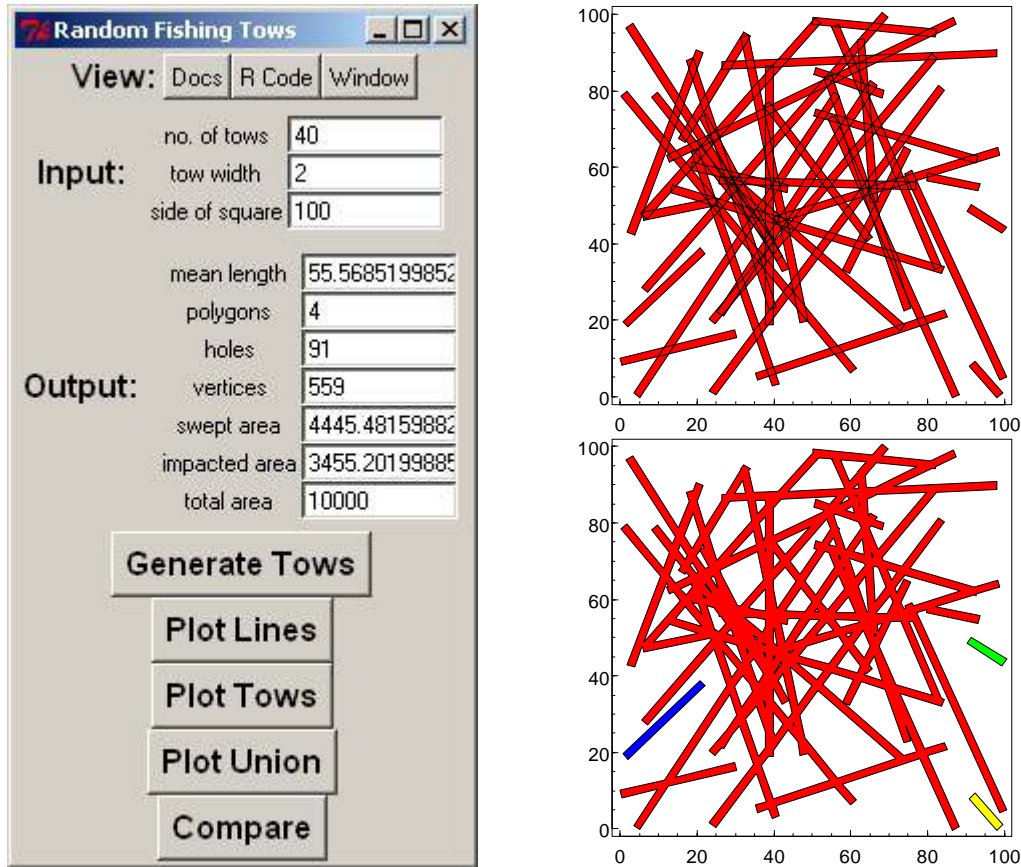 Random Fishing Tows
View: Docs R Code Window
Input:
no. of tows 40
tow width 2
side of square 100
Output:
mean length 55.5685199852
polygons 4
holes 91
vertices 559
swept area 4445.48159882
impacted area 3455.20199885
total area 10000
Generate Tows
Plot Lines
Plot Tows
Plot Union
Compare
100
80
60
40
20
0
0 20 40 60 80 100
100
80
60
40
20
0
0 20 40 60 80 100